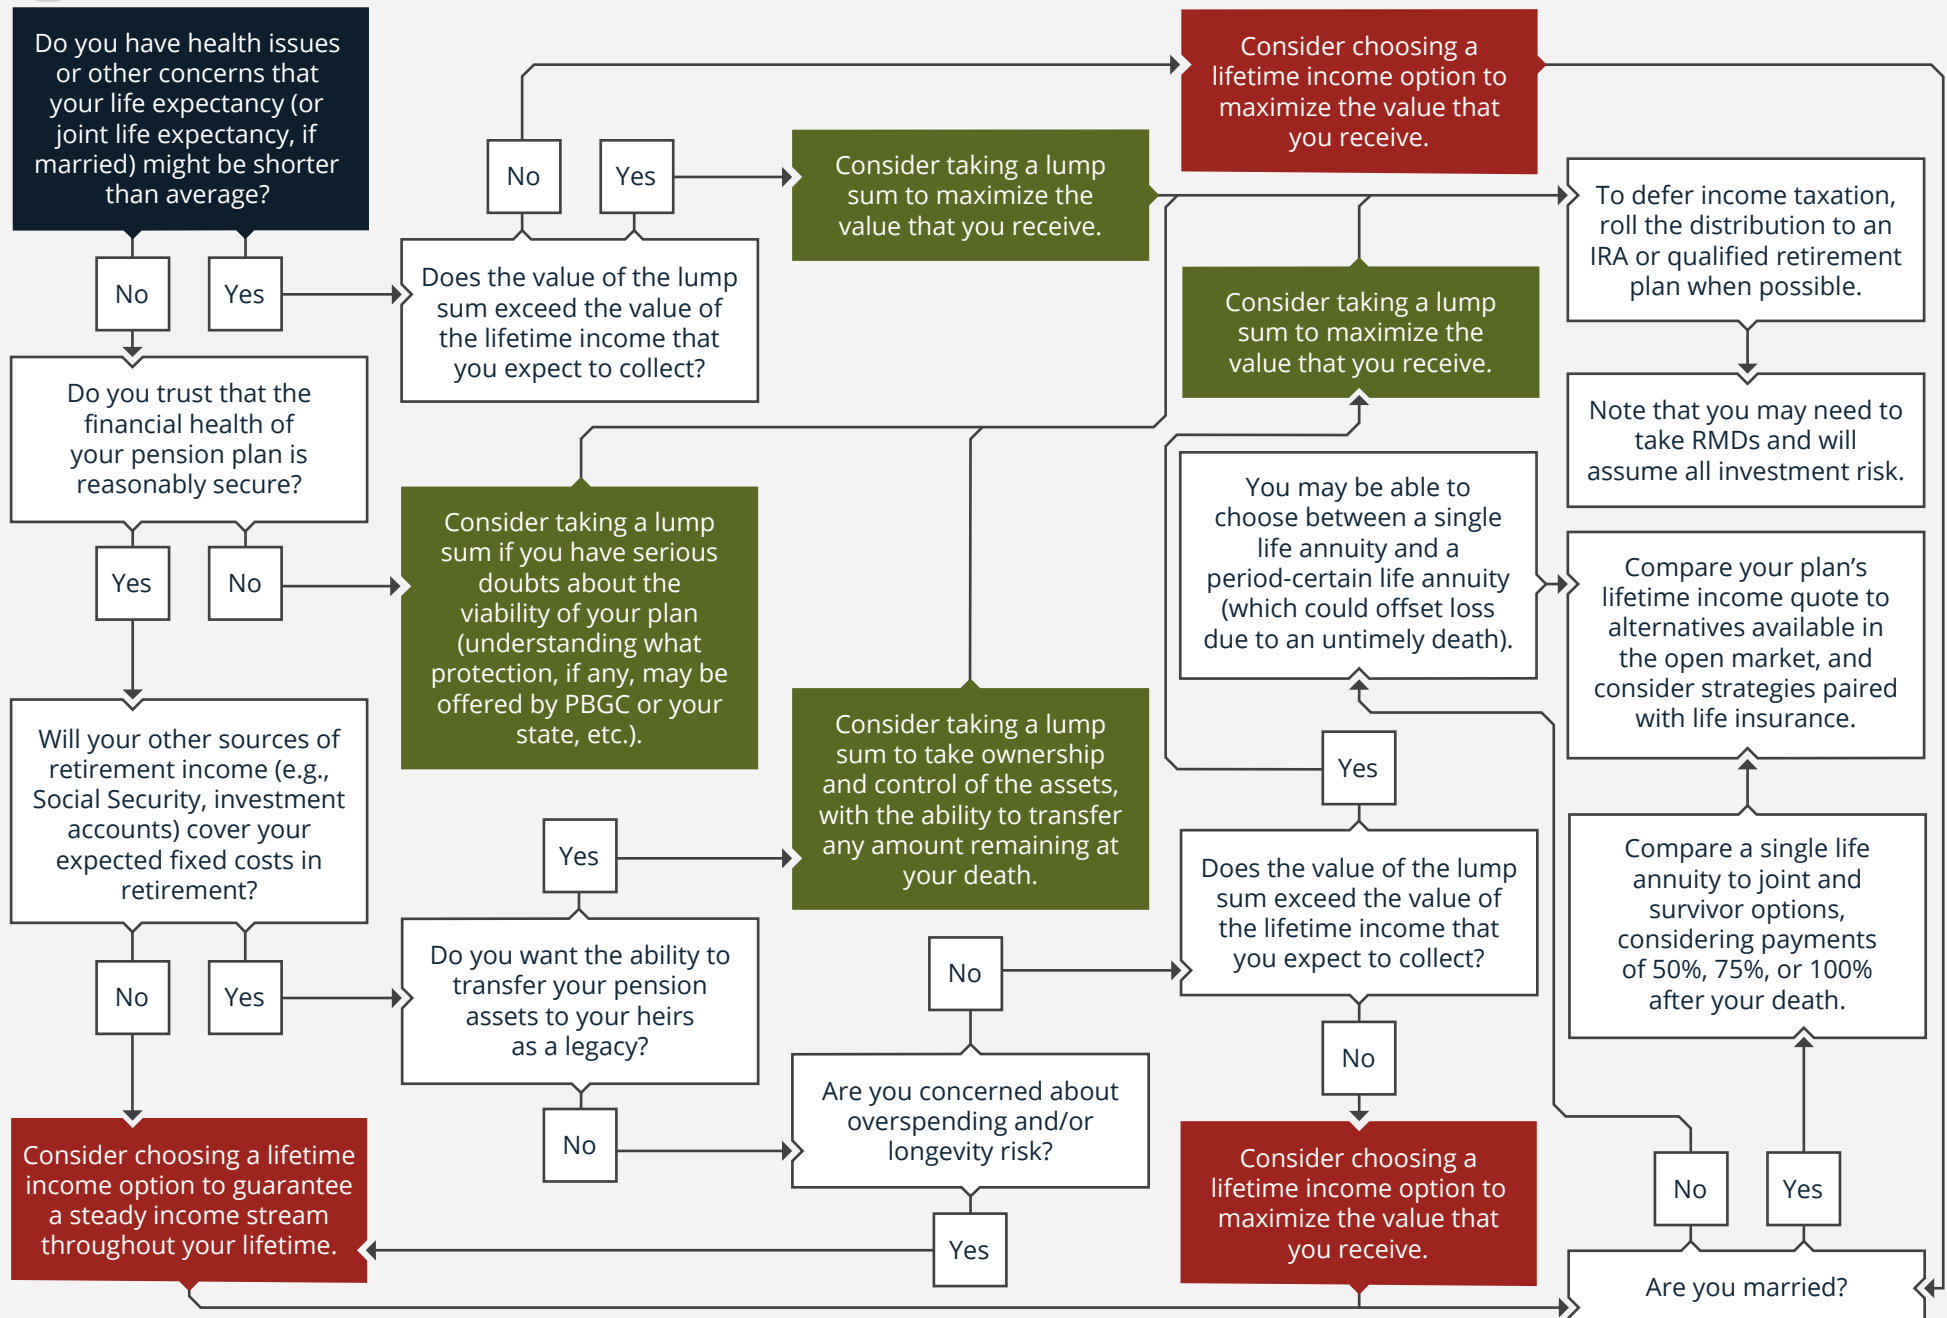 Do you have health issues
or other concerns that
your life expectancy (or
joint life expectancy, if
married) might be shorter
than average?
No
Yes
Does the value of the lump
sum exceed the value of
the lifetime income that
you expect to collect?
No
Yes
Consider taking a lump
sum to maximize the
value that you receive.
Consider choosing a
lifetime income option to
maximize the value that
you receive.
To defer income taxation,
roll the distribution to an
IRA or qualified retirement
plan when possible.
Note that you may need to
take RMDs and will
assume all investment risk.
Consider taking a lump
sum to maximize the
value that you receive.
Do you trust that the
financial health of
your pension plan is
reasonably secure?
Yes
No
Consider taking a lump
sum if you have serious
doubts about the
viability of your plan
(understanding what
protection, if any, may be
offered by PBGC or your
state, etc.).
You may be able to
choose between a single
life annuity and a
period-certain life annuity
(which could offset loss
due to an untimely death).
Compare your plan’s
lifetime income quote to
alternatives available in
the open market, and
consider strategies paired
with life insurance.
Will your other sources of
retirement income (e.g.,
Social Security, investment
accounts) cover your
expected fixed costs in
retirement?
No
Yes
Do you want the ability to
transfer your pension
assets to your heirs
as a legacy?
Yes
No
Consider taking a lump
sum to take ownership
and control of the assets,
with the ability to transfer
any amount remaining at
your death.
Are you concerned about
overspending and/or
longevity risk?
No
Yes
Does the value of the lump
sum exceed the value of
the lifetime income that
you expect to collect?
Yes
No
Compare a single life
annuity to joint and
survivor options,
considering payments
of 50%, 75%, or 100%
after your death.
Consider choosing a lifetime
income option to guarantee
a steady income stream
throughout your lifetime.
Consider choosing a
lifetime income option to
maximize the value that
you receive.
No
Yes
Are you married?